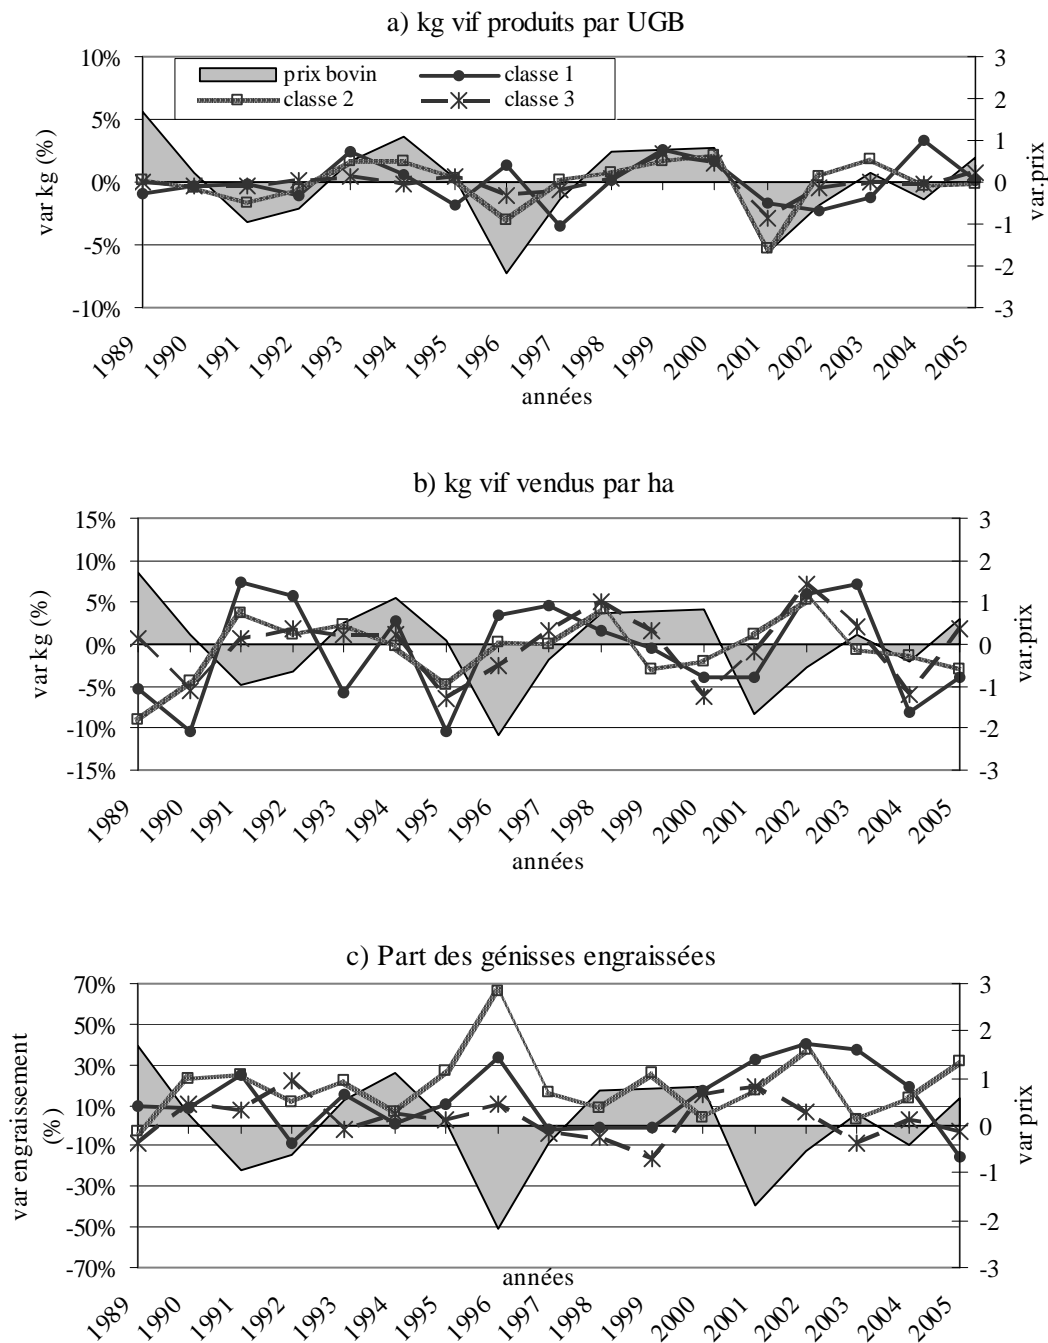 a) kg vif produits par UGB
10%
5%
0%
-5%
-10%
var kg (%)
prix bovin
classe 1
classe 2
classe 3
3
2
1
0
-1
-2
-3
var.prix
1989 1990 1991 1992 1993 1994 1995 1996 1997 1998 1999 2000 2001 2002 2003 2004 2005
années
b) kg vif vendus par ha
15%
10%
5%
0%
-5%
-10%
-15%
var kg (%)
3
2
1
0
-1
-2
-3
var.prix
1989 1990 1991 1992 1993 1994 1995 1996 1997 1998 1999 2000 2001 2002 2003 2004 2005
années
c) Part des génisses engraissées
70%
50%
30%
10%
-10%
-30%
-50%
-70%
var engraissement
(%)
3
2
1
0
-1
-2
-3
var prix
années
1989 1990 1991 1992 1993 1994 1995 1996 1997 1998 1999 2000 2001 2002 2003 2004 2005